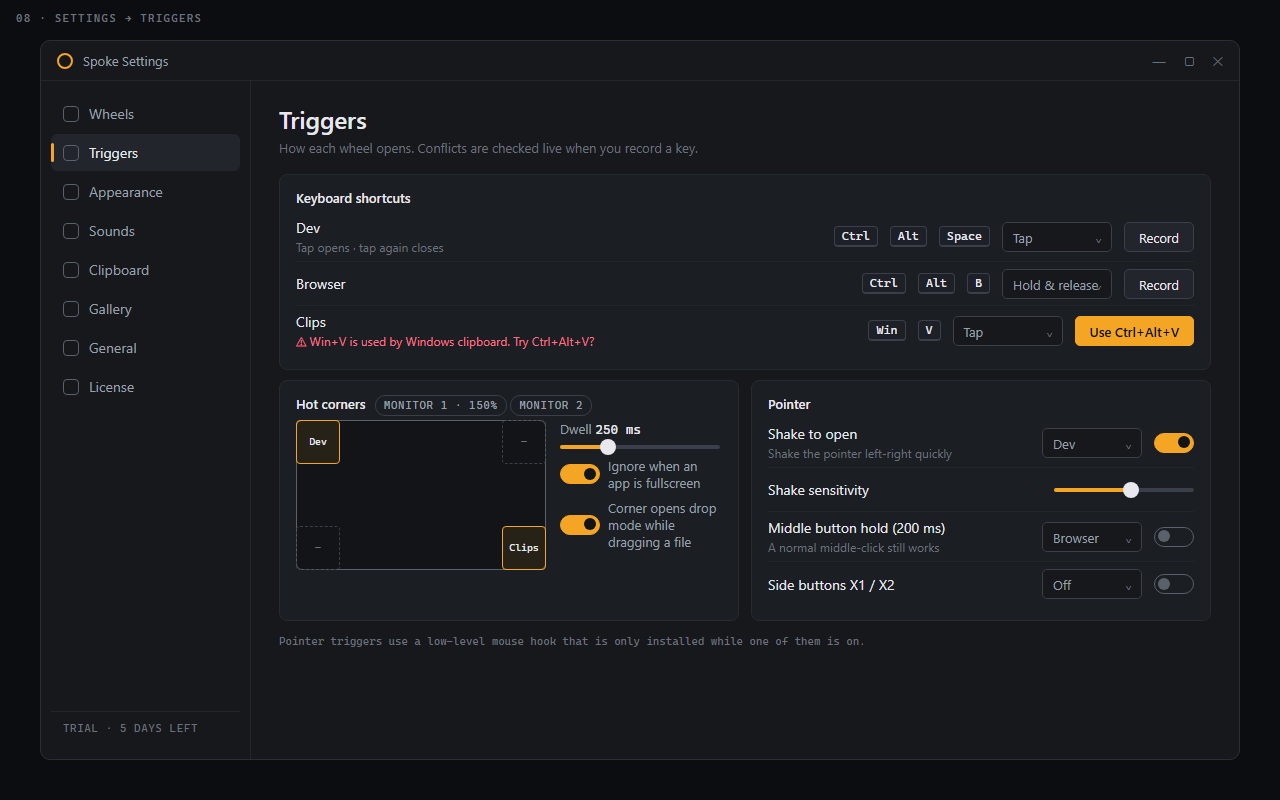 08 · SETTINGS → TRIGGERS
Spoke Settings
Wheels
Triggers
Appearance
Sounds
Clipboard
Gallery
General
License
TRIAL · 5 DAYS LEFT
Triggers
How each wheel opens. Conflicts are checked live when you record a key.
Keyboard shortcuts
Dev
Tap opens · tap again closes
Ctrl Alt Space Tap Record
Browser
Ctrl Alt B Hold & release Record
Clips
⚠ Win+V is used by Windows clipboard. Try Ctrl+Alt+V?
Win V Tap Use Ctrl+Alt+V
Hot corners MONITOR 1 · 150% MONITOR 2
Dev –
– Clips
Dwell 250 ms
Ignore when an
app is fullscreen
Corner opens drop
mode while
dragging a file
Pointer
Shake to open
Shake the pointer left-right quickly
Dev
Shake sensitivity
Middle button hold (200 ms)
A normal middle-click still works
Browser
Side buttons X1 / X2
Off
Pointer triggers use a low-level mouse hook that is only installed while one of them is on.